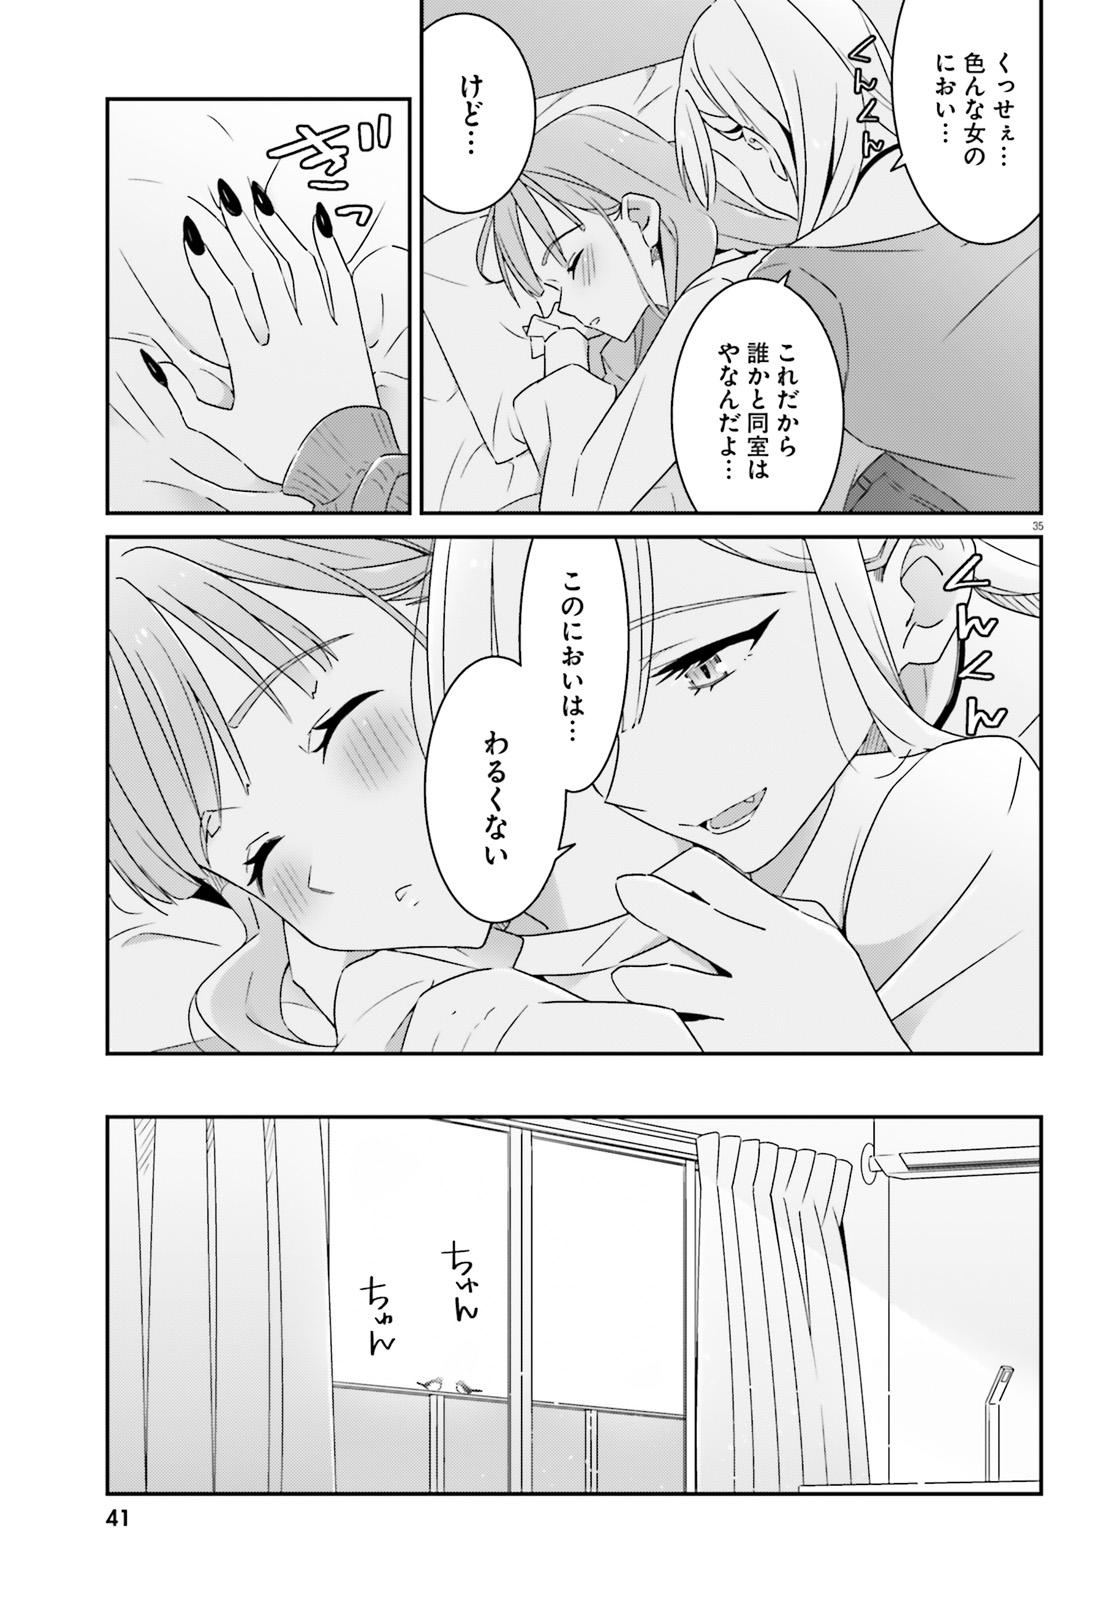 くっせぇ…
色んな女の
におい…
くんくん
これだから
誰かと同室は
やなんだよ…
けど…
ギ
シ
っ
35
くんくん
このにおいは…
わるくない
ちゅん
ちゅん
41